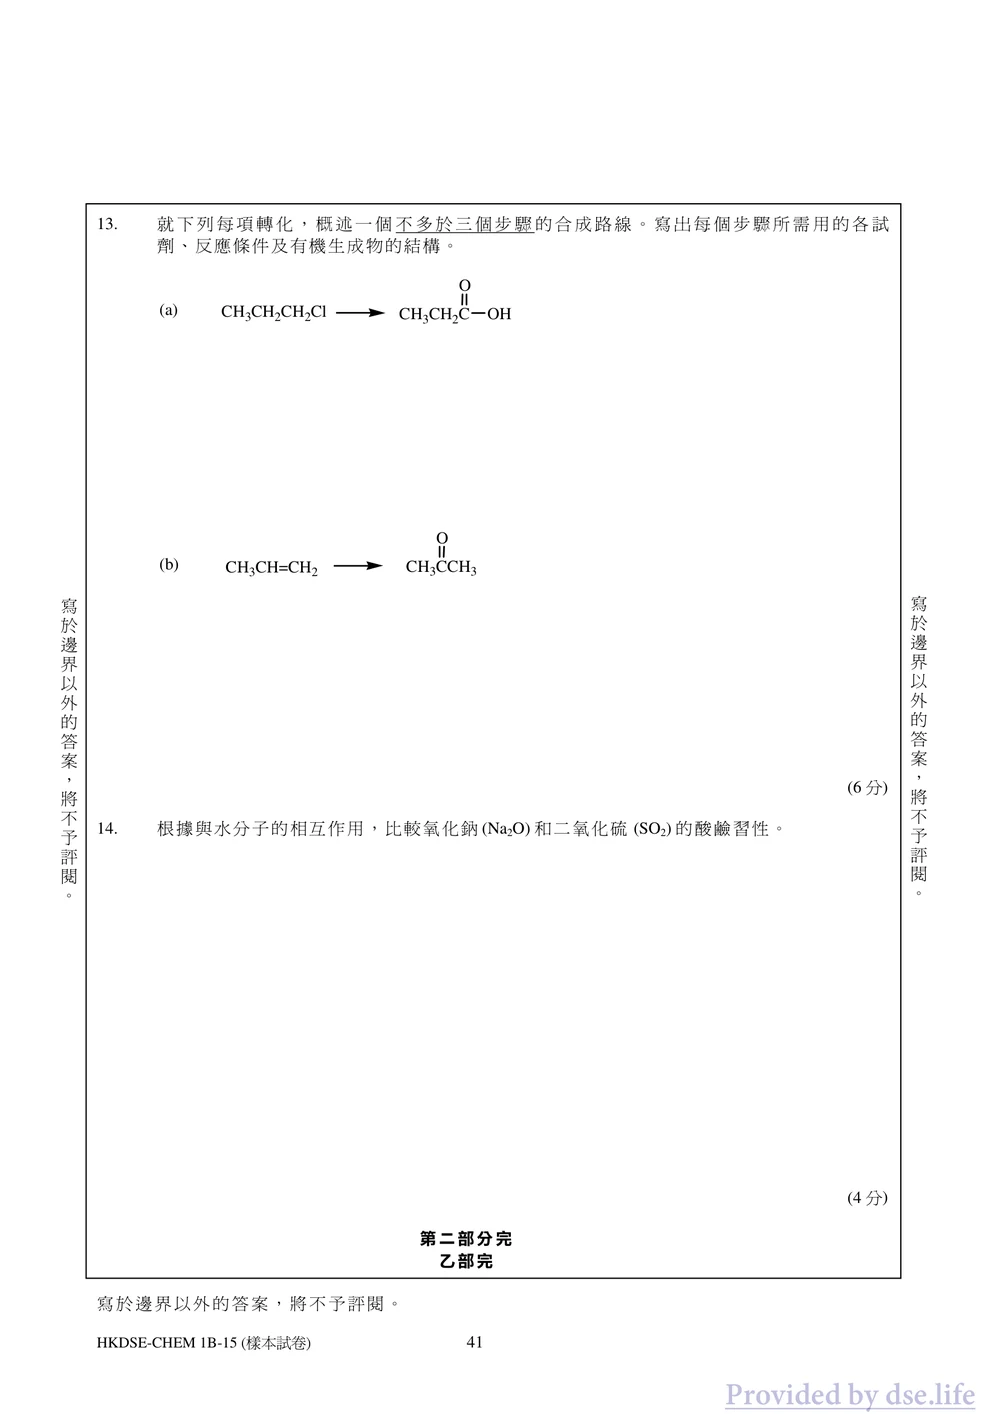 13. 就下列每項轉化，概述一個不多於三個步驟的合成路線。寫出每個步驟所需用的各試
劑、反應條件及有機生成物的結構。
O
(a) CH3CH2CH2Cl CH3CH2C OH
O
(b) CH3CH=CH2 CH3CCH3
(6 分)
14. 根據與水分子的相互作用，比較氧化鈉 (Na2O) 和二氧化硫 (SO2) 的酸鹼習性。
(4 分)
第二部分完
乙部完
寫於邊界以外的答案，將不予評閱。
寫於邊界以外的答案，將不予評閱。
寫於邊界以外的答案，將不予評閱。
HKDSE-CHEM 1B-15 (樣本試卷) 41
Provided by dse.life